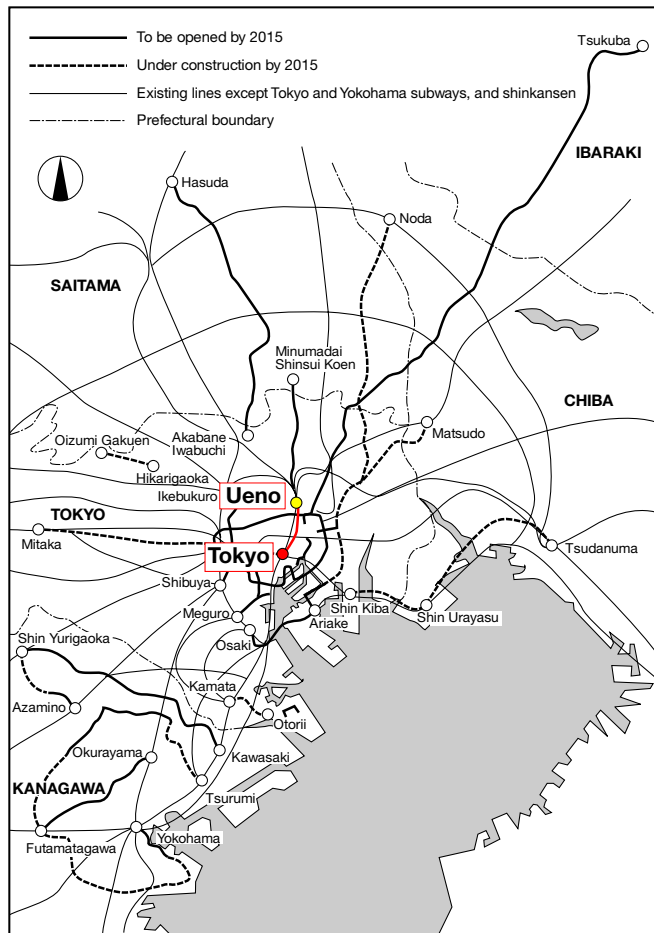 To be opened by 2015
Under construction by 2015
Existing lines except Tokyo and Yokohama subways, and shinkansen
Prefectural boundary
Tsukuba
IBARAKI
Hasuda
Noda
SAITAMA
Minumadai
Shinsui Koen
CHIBA
Akabane
Iwabuchi
Matsudo
Oizumi Gakuen
Hikarigaoka
Ikebukuro
Ueno
TOKYO
Mitaka
Tokyo
Tsudanuma
Shibuya
Shin Kiba
Meguro
Ariake
Shin Urayasu
Osaki
Shin Yurigaoka
Kamata
Azamino
Otorii
Okurayama
Kawasaki
KANAGAWA
Tsurumi
Yokohama
Futamatagawa